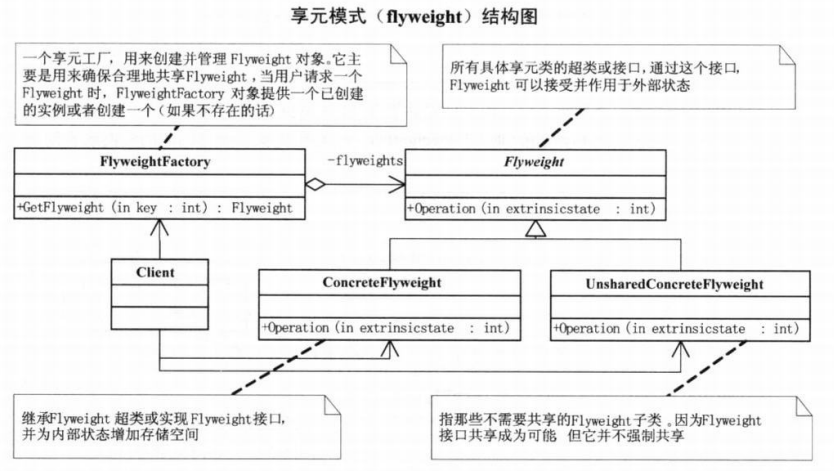 享元模式（flyweight）结构图
一个享元工厂，用来创建并管理 Flyweight 对象。它主
要是用来确保合理地共享Flyweight，当用户请求一个
Flyweight 时，FlyweightFactory 对象提供一个已创建
的实例或者创建一个（如果不存在的话）
所有具体享元类的超类或接口，通过这个接口，
Flyweight 可以接受并作用于外部状态
FlyweightFactory
+GetFlyweight (in key : int) : Flyweight
-flyweights
Flyweight
+Operation (in extrinsicstate : int)
Client
ConcreteFlyweight
+Operation (in extrinsicstate : int)
UnsharedConcreteFlyweight
+Operation (in extrinsicstate : int)
继承Flyweight 超类或实现 Flyweight接口，
并为内部状态增加存储空间
指那些不需要共享的Flyweight子类。因为Flyweight
接口共享成为可能 但它并不强制共享